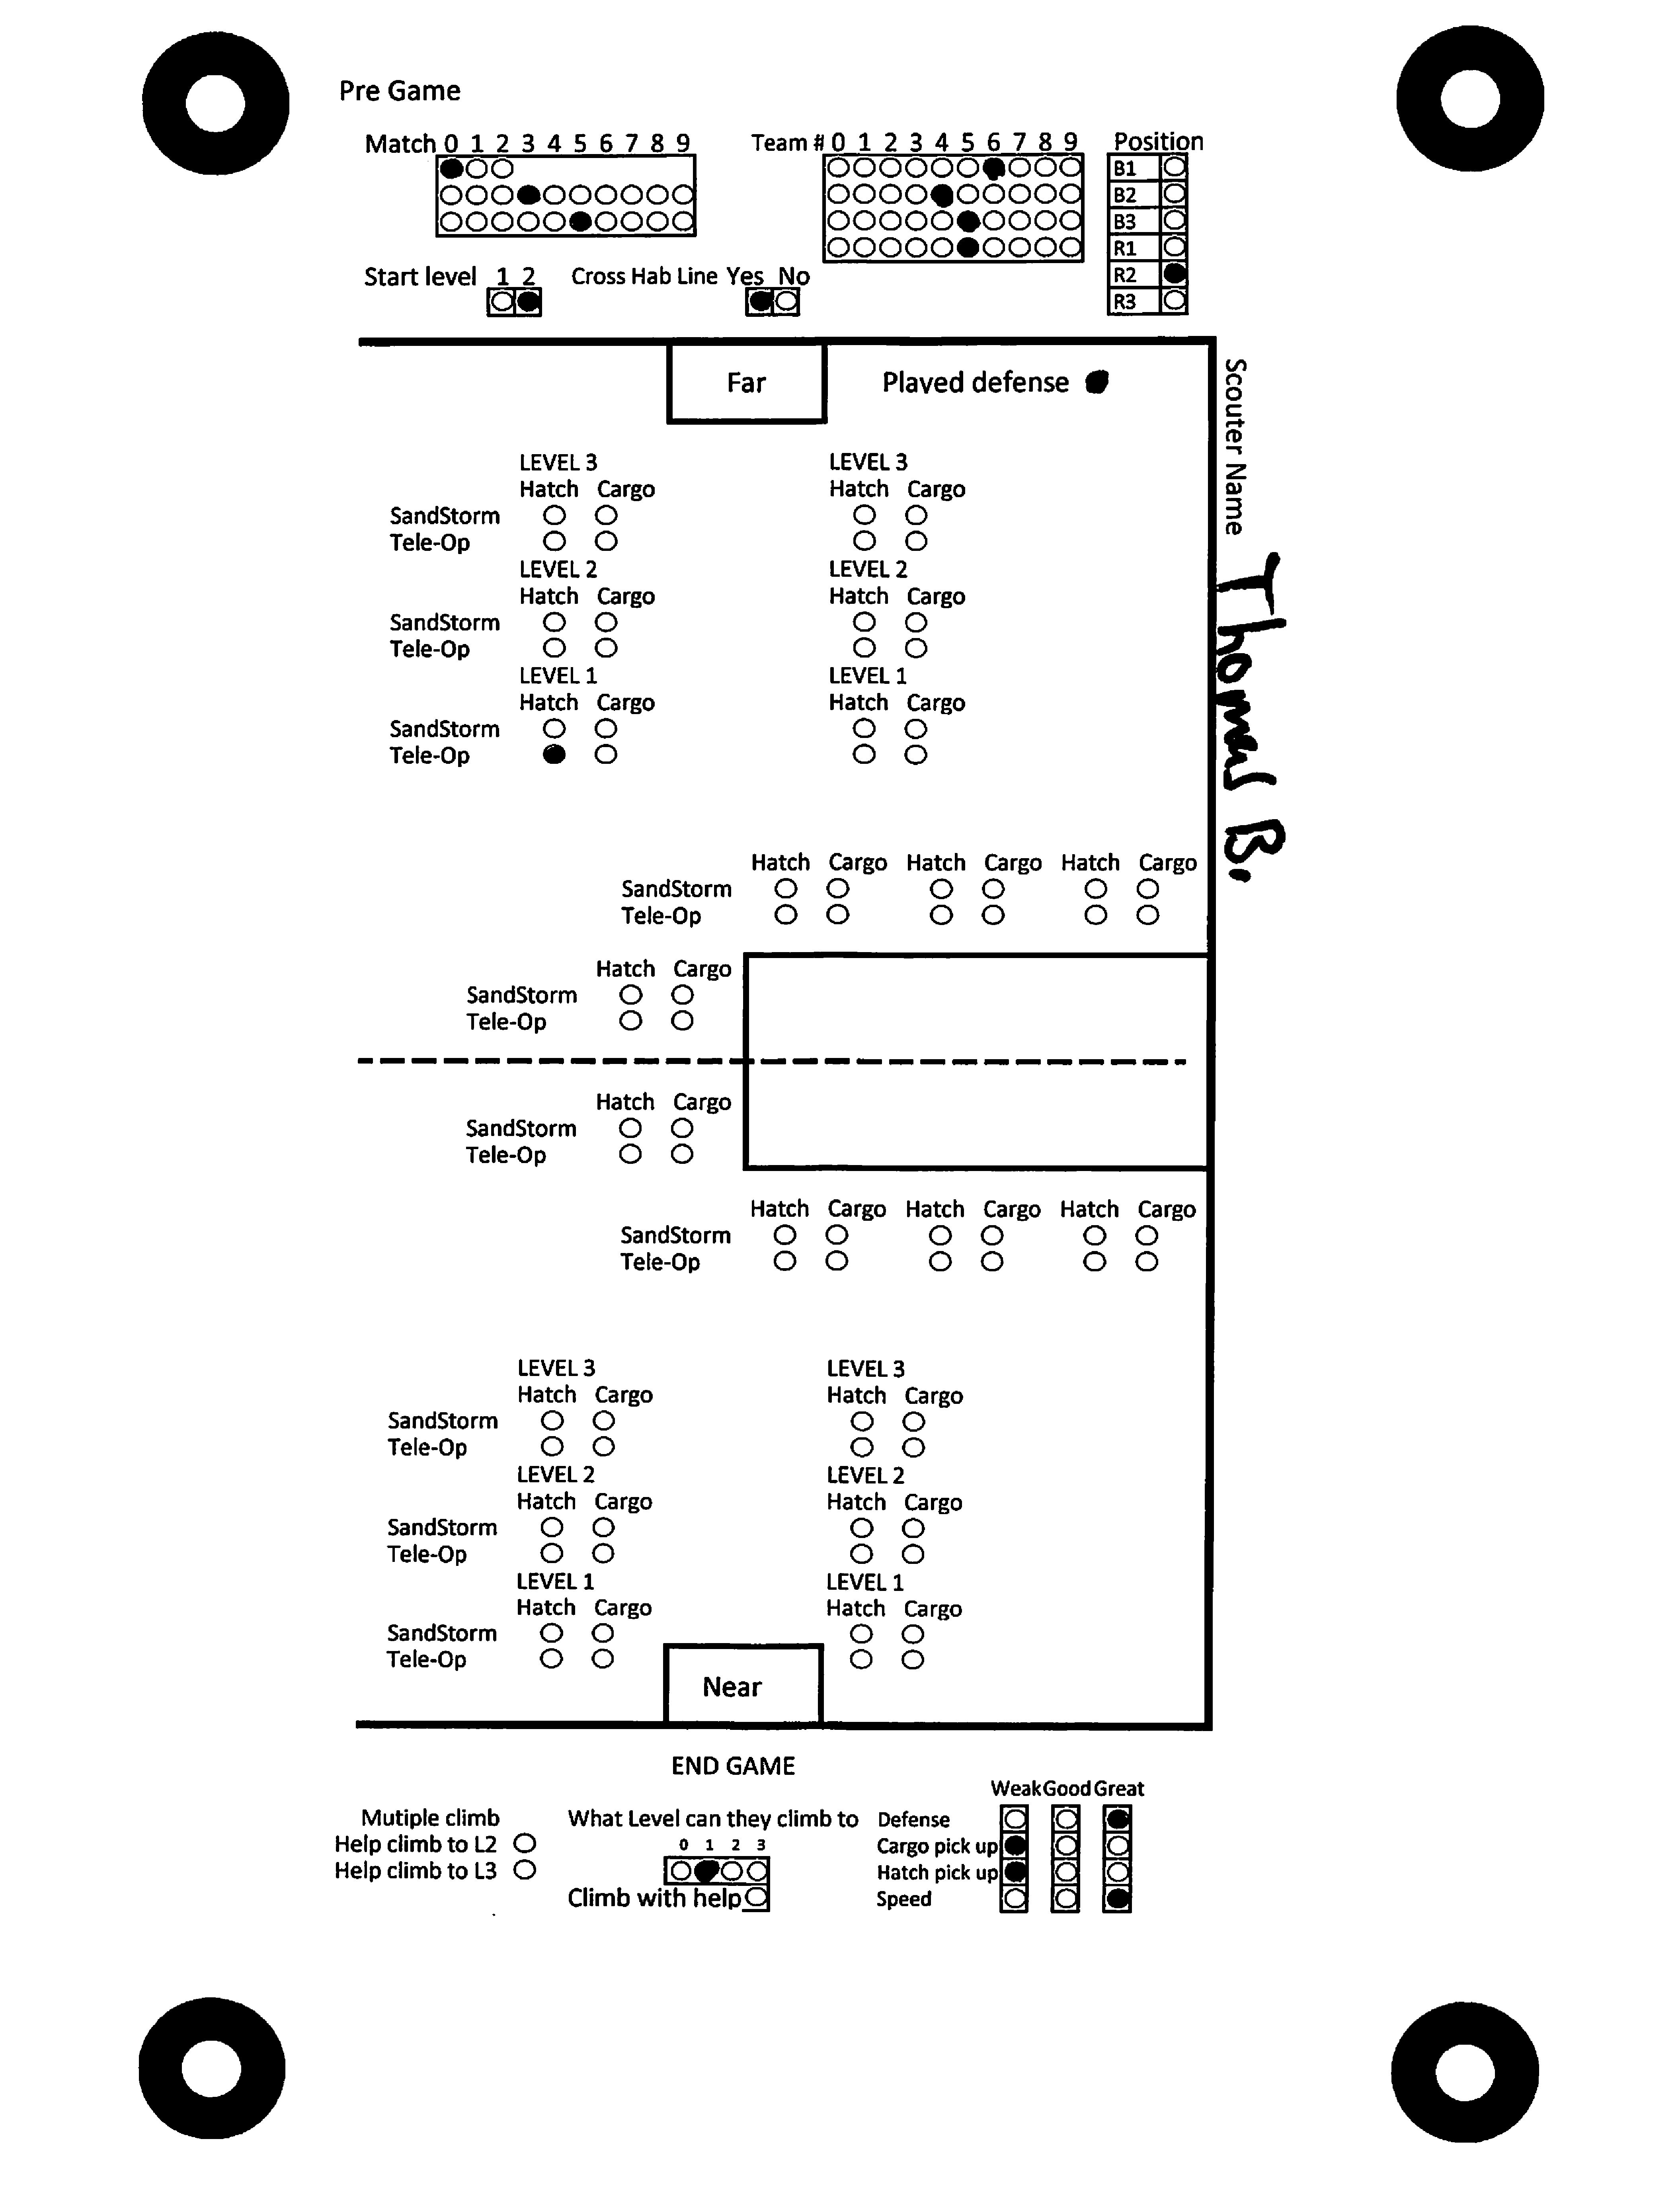 Pre Game
Match 0 1 2 3 4 5 6 7 8 9
Team # 0 1 2 3 4 5 6 7 8 9
Position
B1
B2
B3
R1
R2
R3
Start level 1 2
Cross Hab Line Yes No
Far
Played defense
Scouter Name
Thomas B.
LEVEL 3 LEVEL 3
Hatch Cargo Hatch Cargo
SandStorm
Tele-Op
LEVEL 2 LEVEL 2
Hatch Cargo Hatch Cargo
SandStorm
Tele-Op
LEVEL 1 LEVEL 1
Hatch Cargo Hatch Cargo
SandStorm
Tele-Op
Hatch Cargo Hatch Cargo Hatch Cargo
SandStorm
Tele-Op
Hatch Cargo
SandStorm
Tele-Op
Hatch Cargo
SandStorm
Tele-Op
Hatch Cargo Hatch Cargo Hatch Cargo
SandStorm
Tele-Op
LEVEL 3 LEVEL 3
Hatch Cargo Hatch Cargo
SandStorm
Tele-Op
LEVEL 2 LEVEL 2
Hatch Cargo Hatch Cargo
SandStorm
Tele-Op
LEVEL 1 LEVEL 1
Hatch Cargo Hatch Cargo
SandStorm
Tele-Op
Near
END GAME
Mutiple climb
Help climb to L2
Help climb to L3
What Level can they climb to
0 1 2 3
Climb with help
Weak Good Great
Defense
Cargo pick up
Hatch pick up
Speed